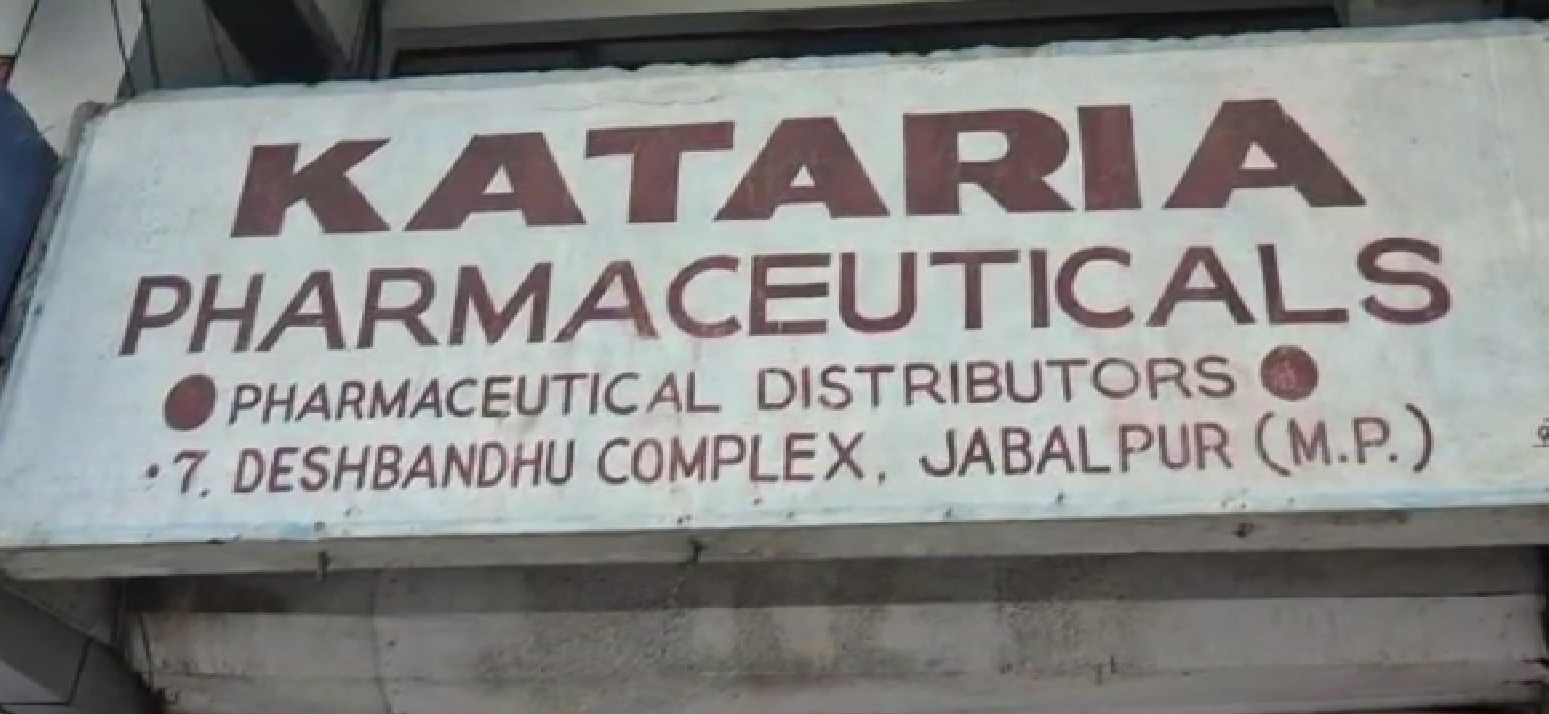 KATARIA
PHARMACEUTICALS
● PHARMACEUTICAL DISTRIBUTORS ●
•7, DESHBANDHU COMPLEX, JABALPUR (M.P.)